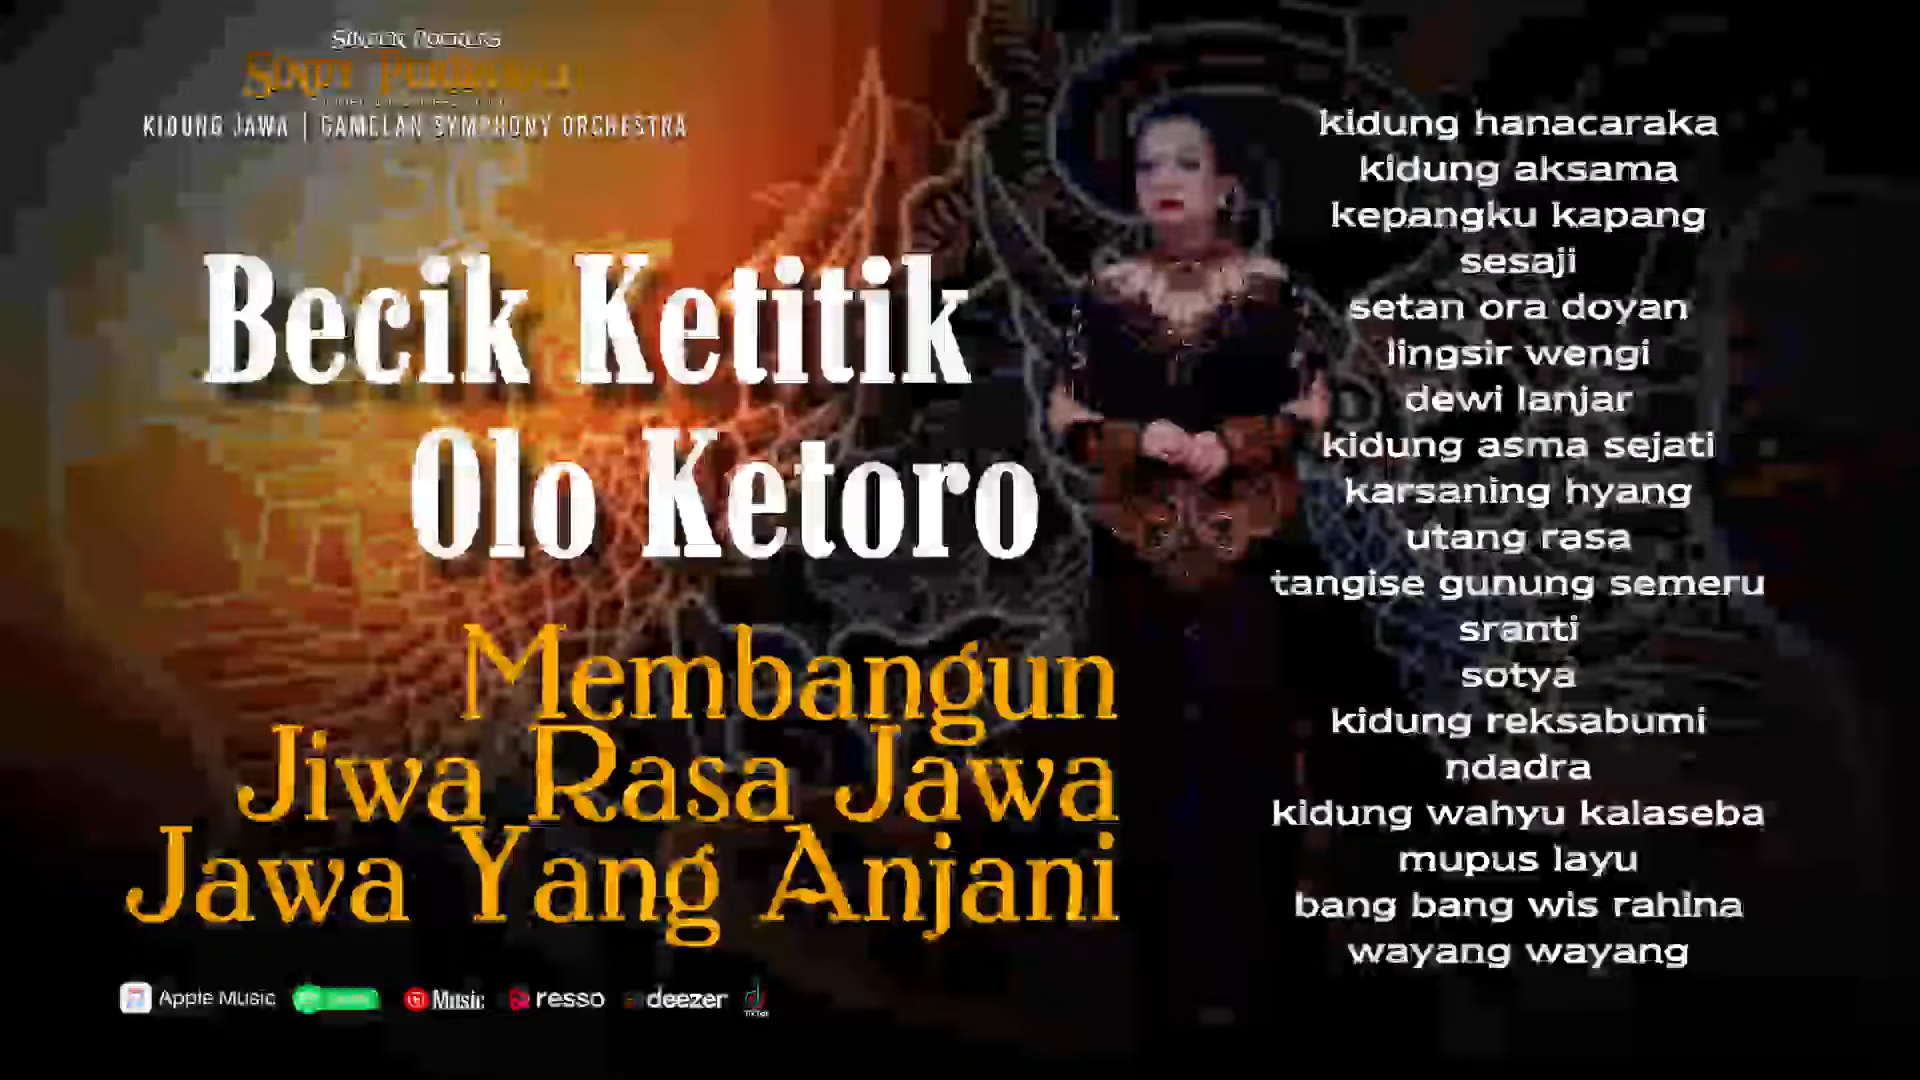 KIDUNG JAWA | GAMELAN SYMPHONY ORCHESTRA
Becik Ketitik
Olo Ketoro
Membangun
Jiwa Rasa Jawa
Jawa Yang Anjani
kidung hanacaraka
kidung aksama
kepangku kapang
sesaji
setan ora doyan
lingsir wengi
dewi lanjar
kidung asma sejati
karsaning hyang
utang rasa
tangise gunung semeru
sranti
sotya
kidung reksabumi
ndadra
kidung wahyu kalaseba
mupus layu
bang bang wis rahina
wayang wayang
Apple Music
Music
resso
deezer